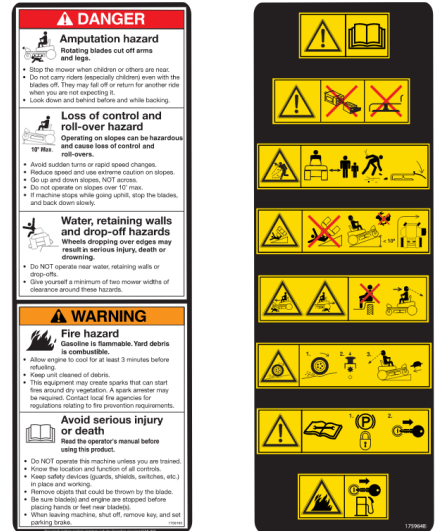 DANGER
Amputation hazard
Rotating blades cut off arms
and legs.
• Stop the mower when children or others are near.
• Do not carry riders (especially children) even with the
blades off. They may fall off or return for another ride
when you are not expecting it.
• Look down and behind before and while backing.
Loss of control and
roll-over hazard
Operating on slopes can be hazardous
and cause loss of control and
roll-overs.
10° Max.
• Avoid sudden turns or rapid speed changes.
• Reduce speed and use extreme caution on slopes.
• Go up and down slopes, NOT across.
• Do not operate on slopes over 10° max.
• If machine stops while going uphill, stop the blades,
and back down slowly.
Water, retaining walls
and drop-off hazards
Wheels dropping over edges may
result in serious injury, death or
drowning.
• Do NOT operate near water, retaining walls or
drop-offs.
• Give yourself a minimum of two mower widths of
clearance around these hazards.
WARNING
Fire hazard
Gasoline is flammable. Yard debris
is combustible.
• Allow engine to cool for at least 3 minutes before
refueling.
• Keep unit cleaned of debris.
• This equipment may create sparks that can start
fires around dry vegetation. A spark arrester may
be required. Contact local fire agencies for
regulations relating to fire prevention requirements.
Avoid serious injury
or death
Read the operator's manual before
using this product.
• Do NOT operate this machine unless you are trained.
• Know the location and function of all controls.
• Keep safety devices (guards, shields, switches, etc.)
in place and working.
• Remove objets that could be thrown by the blade.
• Be sure blade(s) and engine are stopped before
placing hands or feet near blade(s).
• When leaving machine, shut off, remove key, and set
parking brake.
< 10°
1. 2. 3.
1. P 2.
1759848